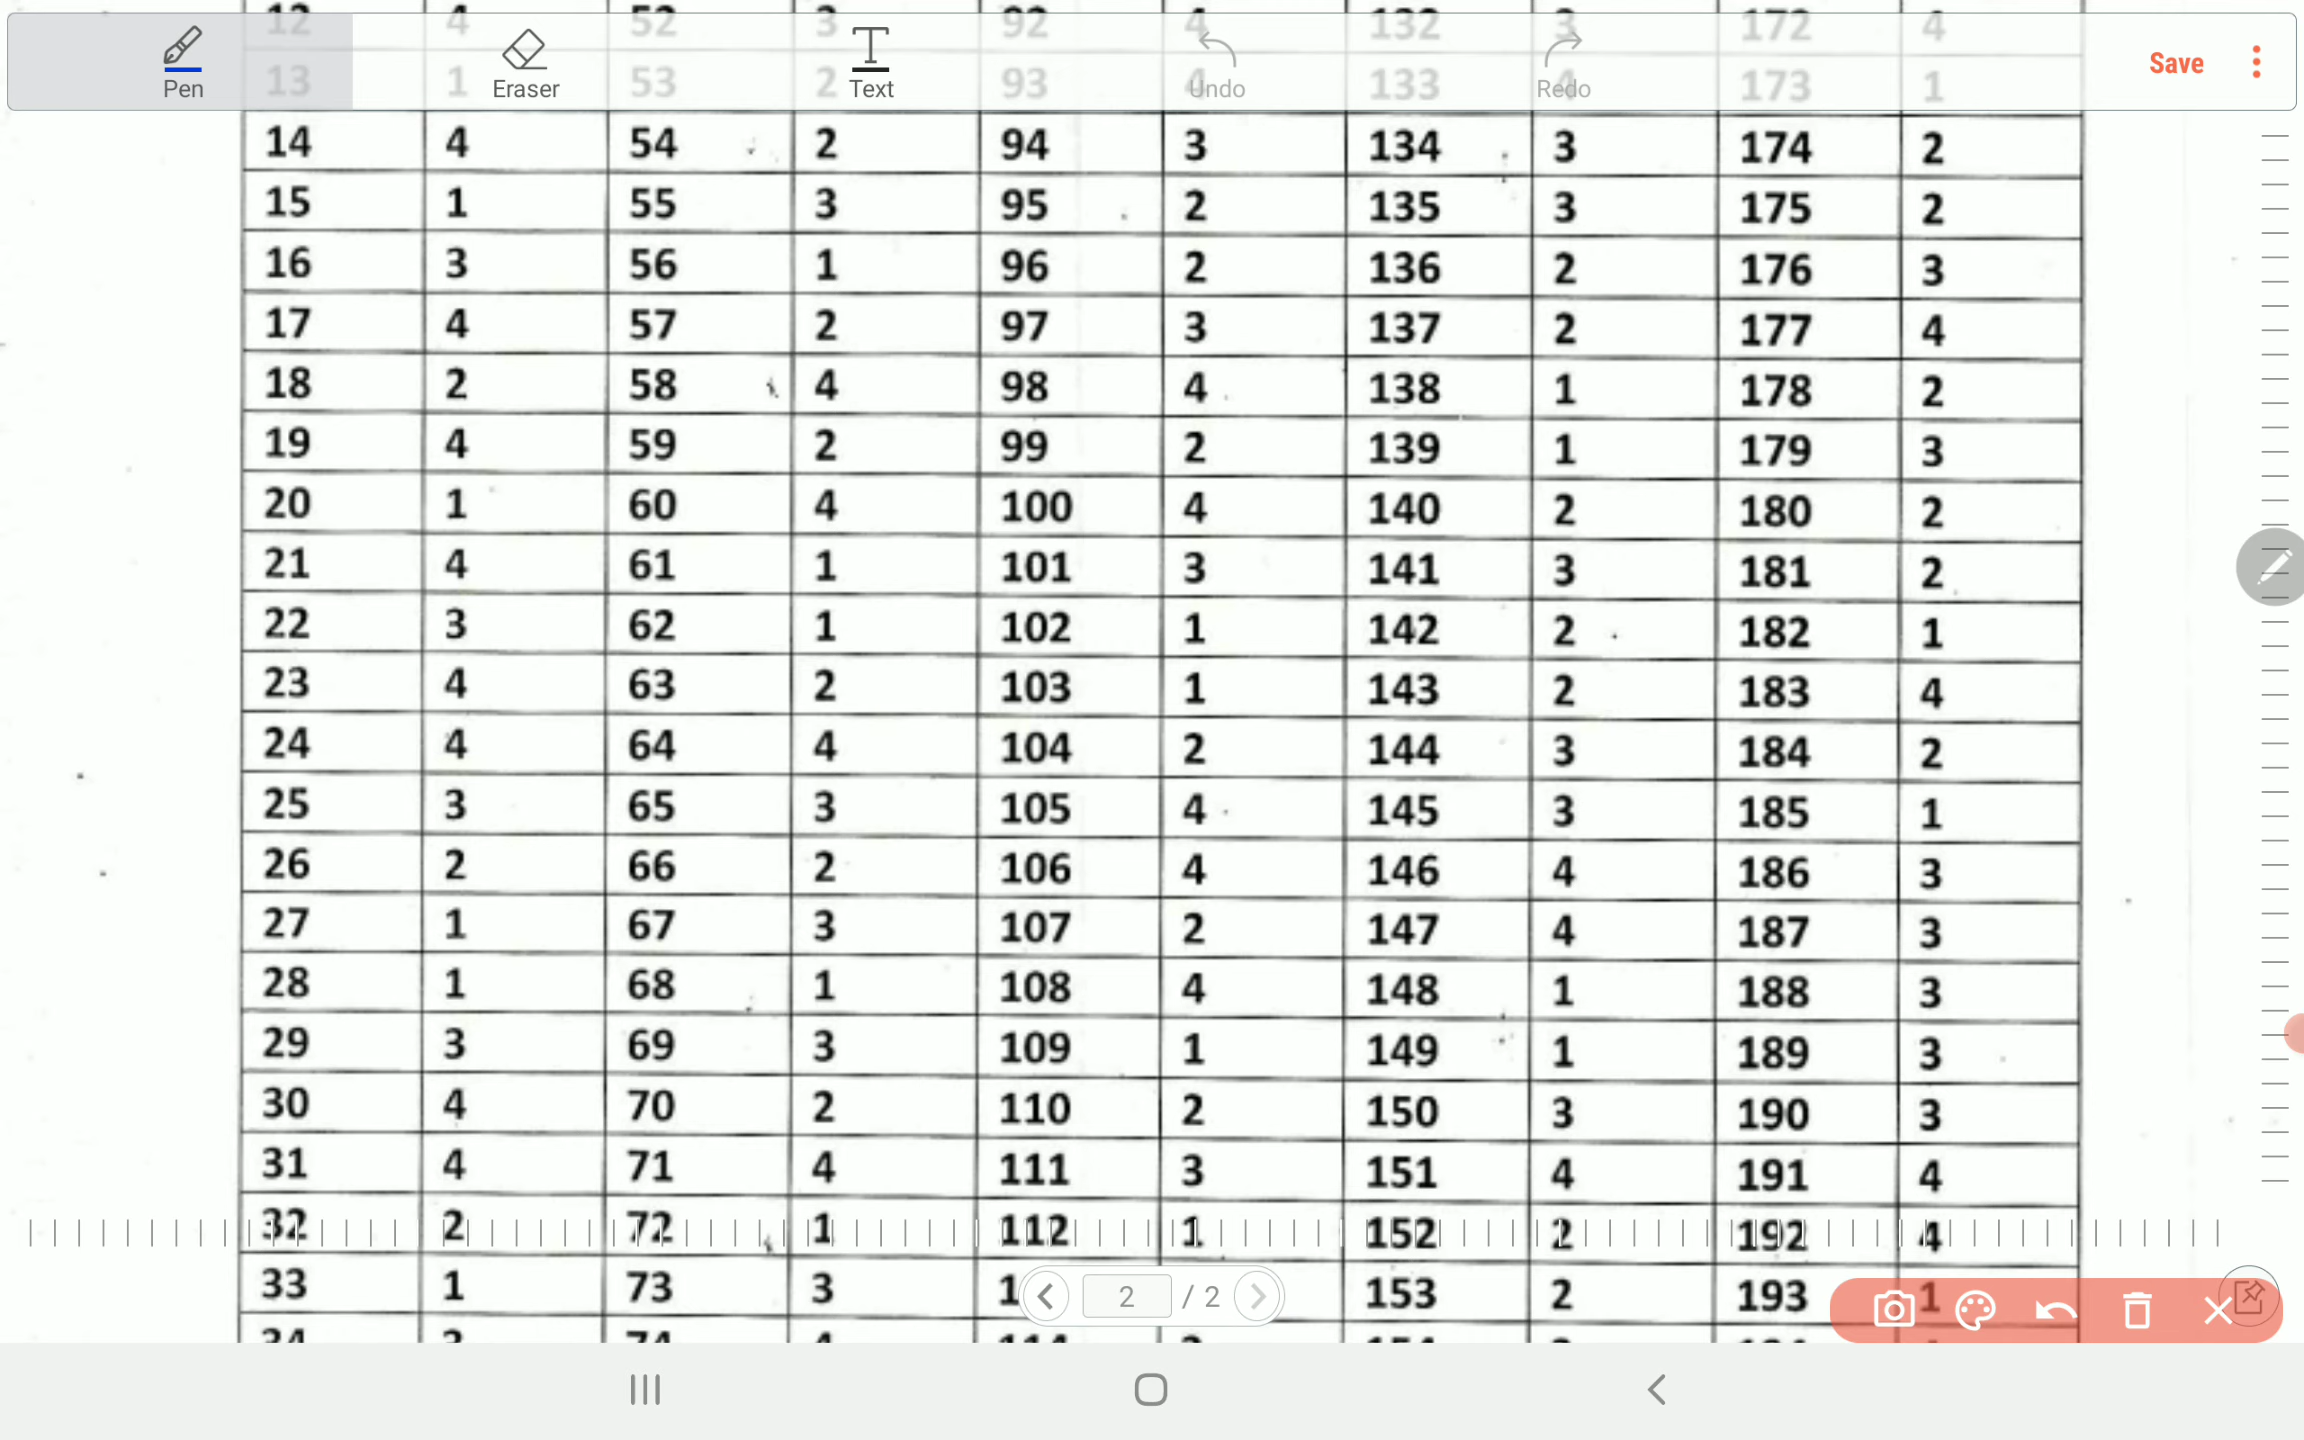 12 4 52 3 92 4 132 3 172 4
Pen Eraser Text Undo Redo Save
13 1 53 2 93 4 133 4 173 1
14 4 54 2 94 3 134 3 174 2
15 1 55 3 95 2 135 3 175 2
16 3 56 1 96 2 136 2 176 3
17 4 57 2 97 3 137 2 177 4
18 2 58 4 98 4 138 1 178 2
19 4 59 2 99 2 139 1 179 3
20 1 60 4 100 4 140 2 180 2
21 4 61 1 101 3 141 3 181 2
22 3 62 1 102 1 142 2 182 1
23 4 63 2 103 1 143 2 183 4
24 4 64 4 104 2 144 3 184 2
25 3 65 3 105 4 145 3 185 1
26 2 66 2 106 4 146 4 186 3
27 1 67 3 107 2 147 4 187 3
28 1 68 1 108 4 148 1 188 3
29 3 69 3 109 1 149 1 189 3
30 4 70 2 110 2 150 3 190 3
31 4 71 4 111 3 151 4 191 4
32 2 72 1 112 1 152 2 192 4
33 1 73 3 153 2 193 1
2 / 2